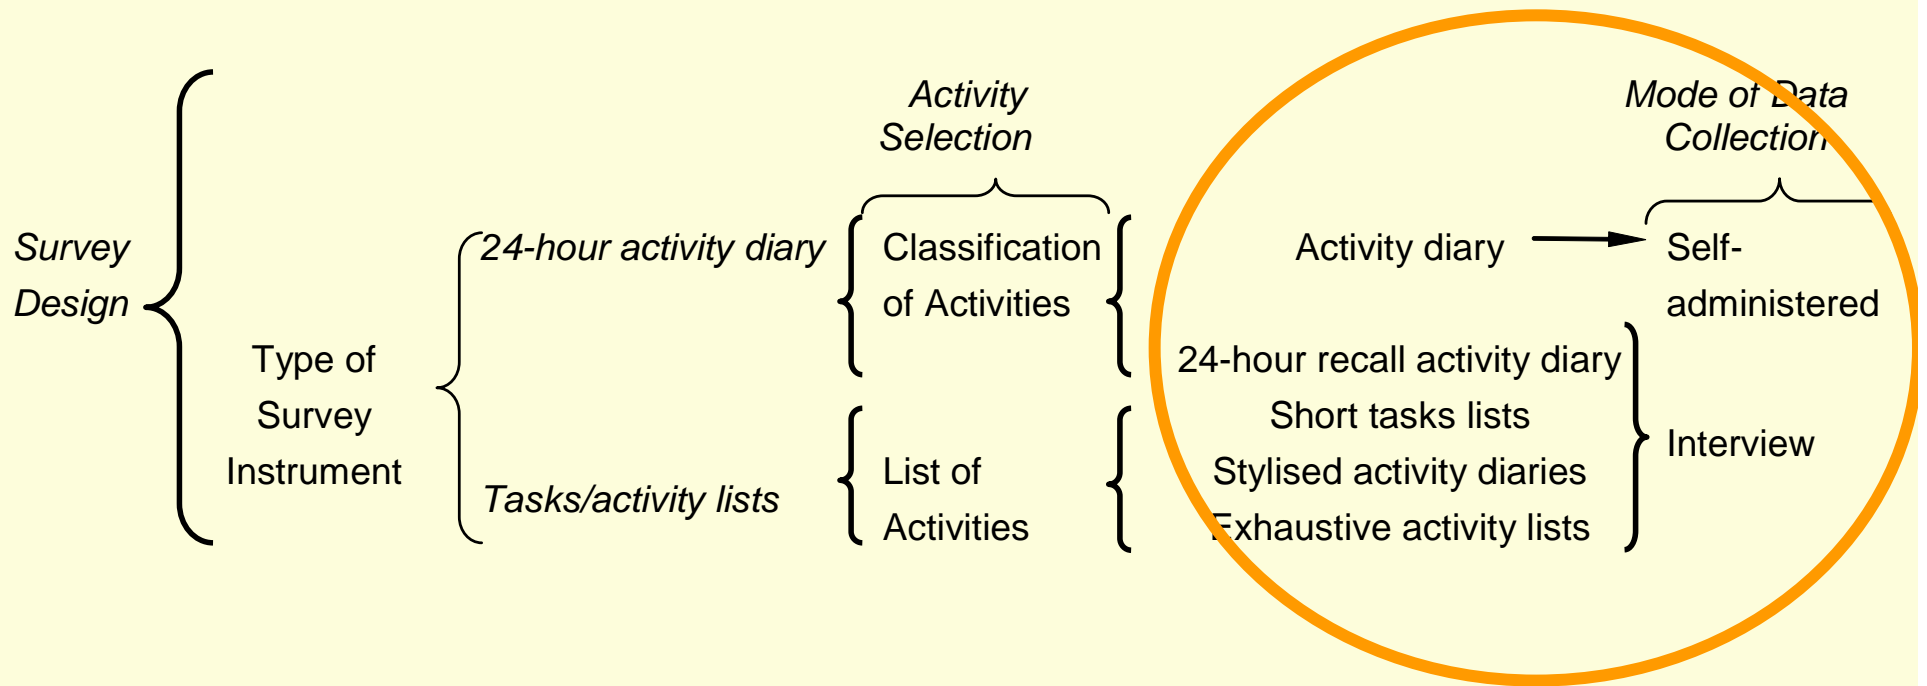 Activity
Selection
Mode of Data
Collection
Survey
Design
Type of
Survey
Instrument
24-hour activity diary
Tasks/activity lists
Classification
of Activities
List of
Activities
Activity diary
24-hour recall activity diary
Short tasks lists
Stylised activity diaries
Exhaustive activity lists
Self-
administered
Interview